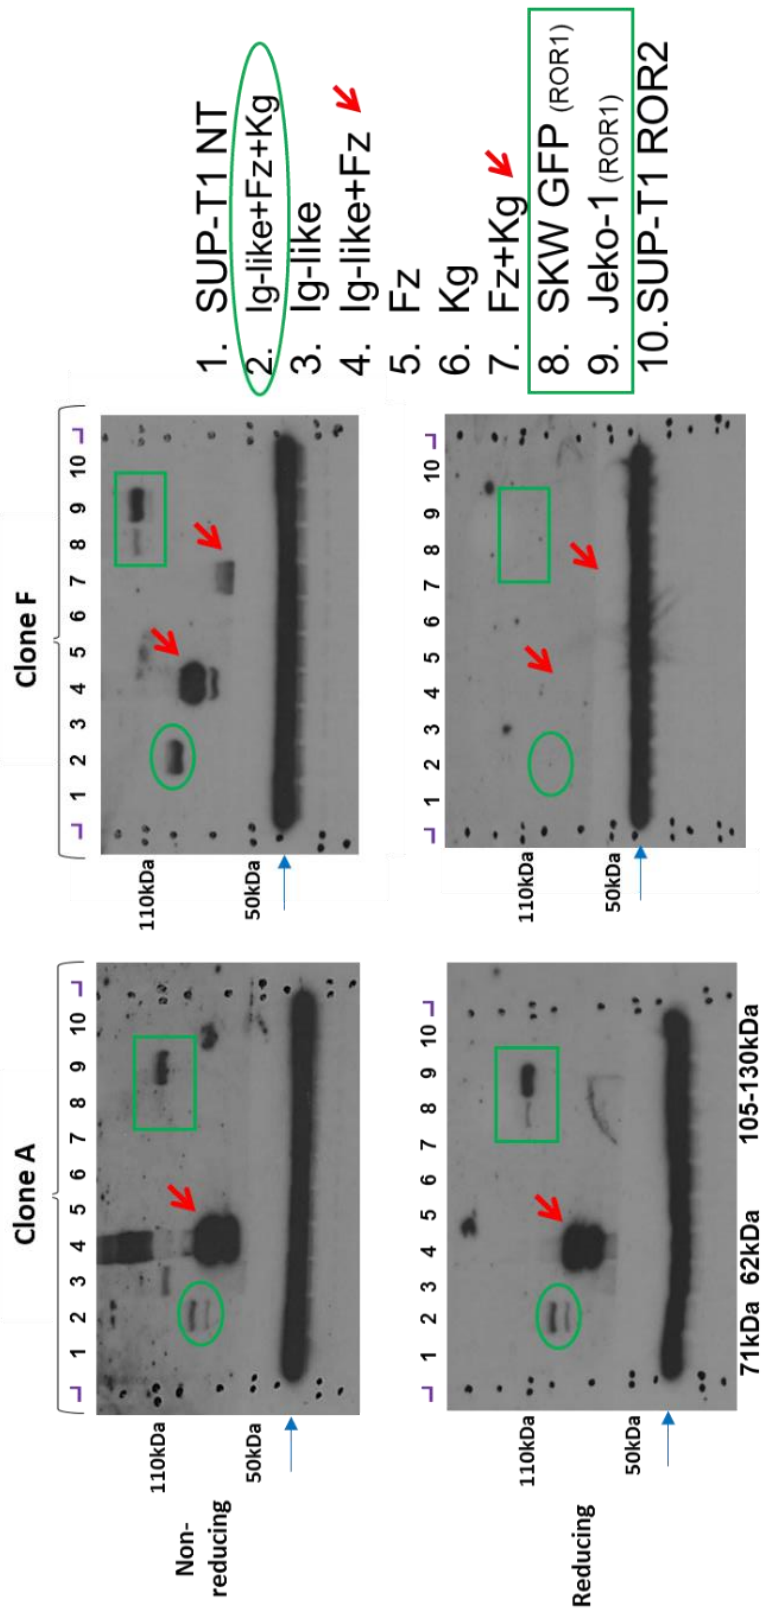 Clone A
Clone F
Non-
reducing
110kDa
50kDa
L 1 2 3 4 5 6 7 8 9 10 L
110kDa
50kDa
L 1 2 3 4 5 6 7 8 9 10 L
Reducing
110kDa
50kDa
L 1 2 3 4 5 6 7 8 9 10 L
110kDa
50kDa
L 1 2 3 4 5 6 7 8 9 10 L
71kDa 62kDa 105-130kDa
1. SUP-T1 NT
2. Ig-like+Fz+Kg
3. Ig-like
4. Ig-like+Fz
5. Fz
6. Kg
7. Fz+Kg
8. SKW GFP (ROR1)
9. Jeko-1 (ROR1)
10. SUP-T1 ROR2